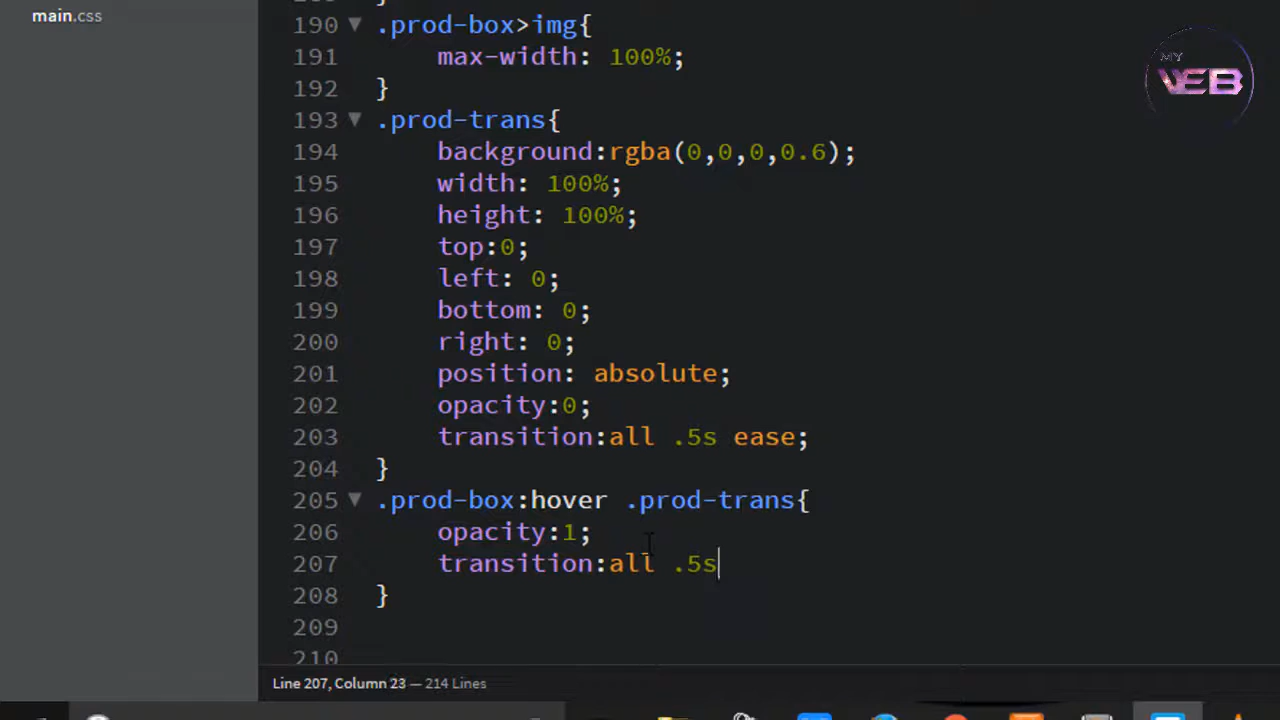 main.css
MY
VEB
190 ▼ .prod-box>img{
191 max-width: 100%;
192 }
193 ▼ .prod-trans{
194 background:rgba(0,0,0,0.6);
195 width: 100%;
196 height: 100%;
197 top:0;
198 left: 0;
199 bottom: 0;
200 right: 0;
201 position: absolute;
202 opacity:0;
203 transition:all .5s ease;
204 }
205 ▼ .prod-box:hover .prod-trans{
206 opacity:1;
207 transition:all .5s
208 }
209
210
Line 207, Column 23 — 214 Lines